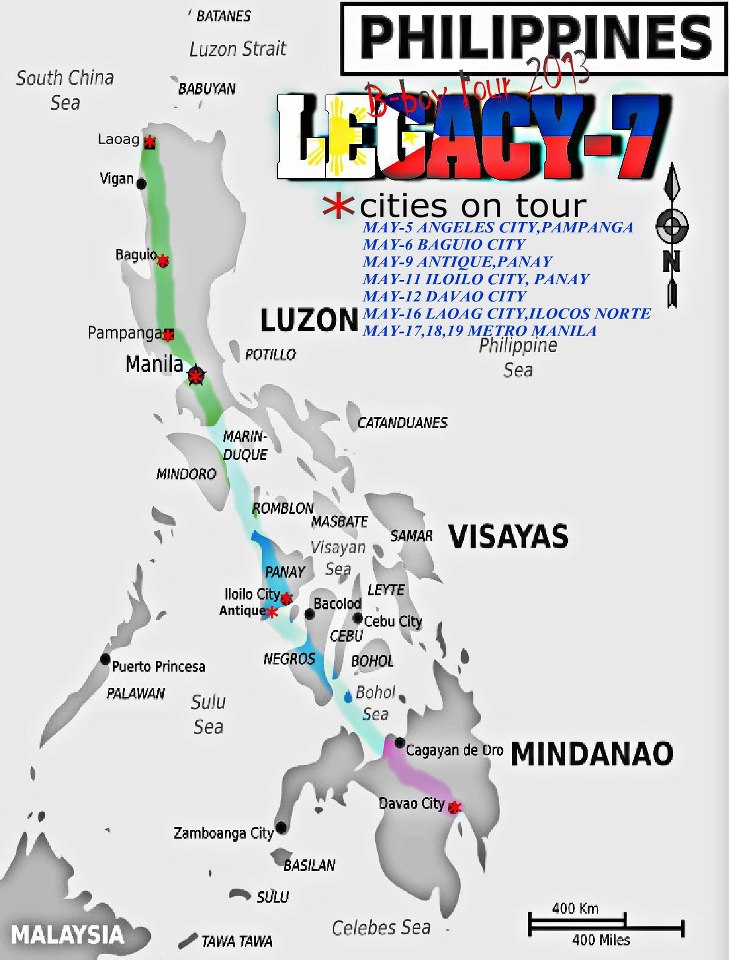 BATANES
PHILIPPINES
Luzon Strait
B-boy Tour 2013
South China
Sea
BABUYAN
LEGACY-7
Laoag
Vigan
*cities on tour
MAY-5 ANGELES CITY,PAMPANGA
MAY-6 BAGUIO CITY
MAY-9 ANTIQUE,PANAY
MAY-11 ILOILO CITY, PANAY
MAY-12 DAVAO CITY
MAY-16 LAOAG CITY,ILOCOS NORTE
MAY-17,18,19 METRO MANILA
N
Baguio
LUZON
Pampanga
Philippine
Sea
Manila
POTILLO
CATANDUANES
MARIN-
DUQUE
MINDORO
ROMBLON
MASBATE
SAMAR
VISAYAS
Visayan
Sea
PANAY
LEYTE
Iloilo City
Antique
Bacolod
Cebu City
CEBU
NEGROS
BOHOL
Puerto Princesa
PALAWAN
Sulu
Sea
Bohol
Sea
Cagayan de Oro
MINDANAO
Davao City
Zamboanga City
BASILAN
SULU
MALAYSIA
TAWA TAWA
Celebes Sea
400 Km
400 Miles